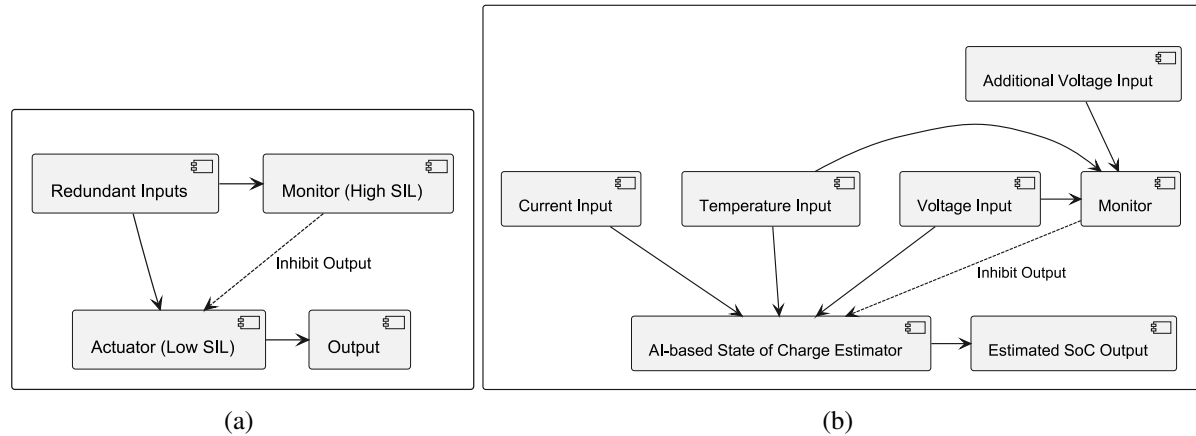 Redundant Inputs
Monitor (High SIL)
Inhibit Output
Actuator (Low SIL)
Output
(a)
Additional Voltage Input
Current Input
Temperature Input
Voltage Input
Monitor
Inhibit Output
AI-based State of Charge Estimator
Estimated SoC Output
(b)